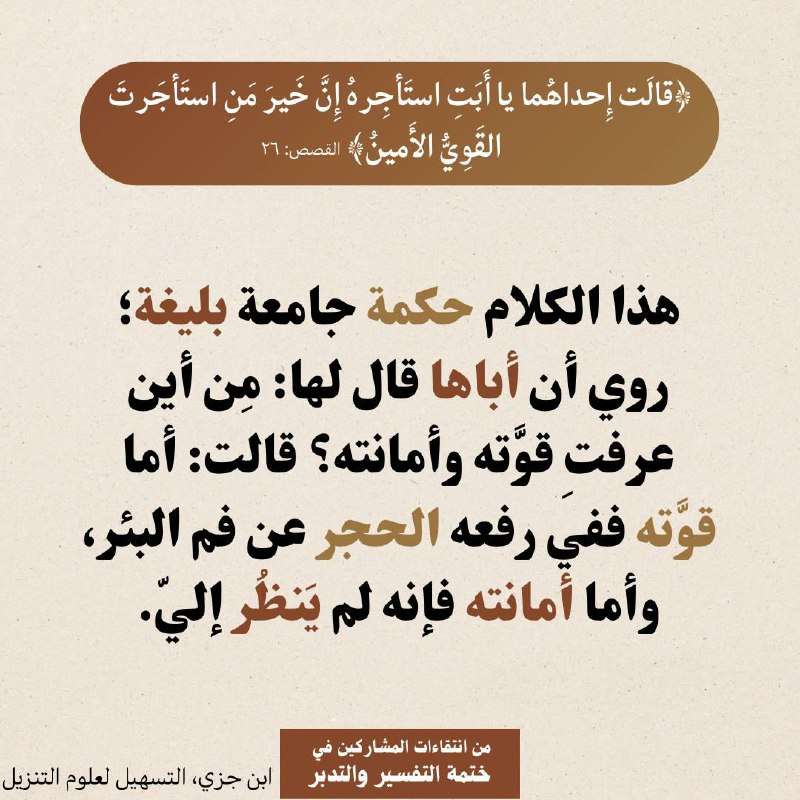 ﴿قالَت إِحداهُما يا أَبَتِ استَأجِرهُ إِنَّ خَيرَ مَنِ استَأجَرتَ
القَوِيُّ الأَمينُ﴾ القصص: ٢٦
هذا الكلام حكمة جامعة بليغة؛
روي أن أباها قال لها: مِن أين
عرفتِ قوَّته وأمانته؟ قالت: أما
قوَّته ففي رفعه الحجر عن فم البئر،
وأما أمانته فإنه لم يَنظُر إليّ.
من انتقاءات المشاركين في
ختمة التفسير والتدبر
ابن جزي، التسهيل لعلوم التنزيل